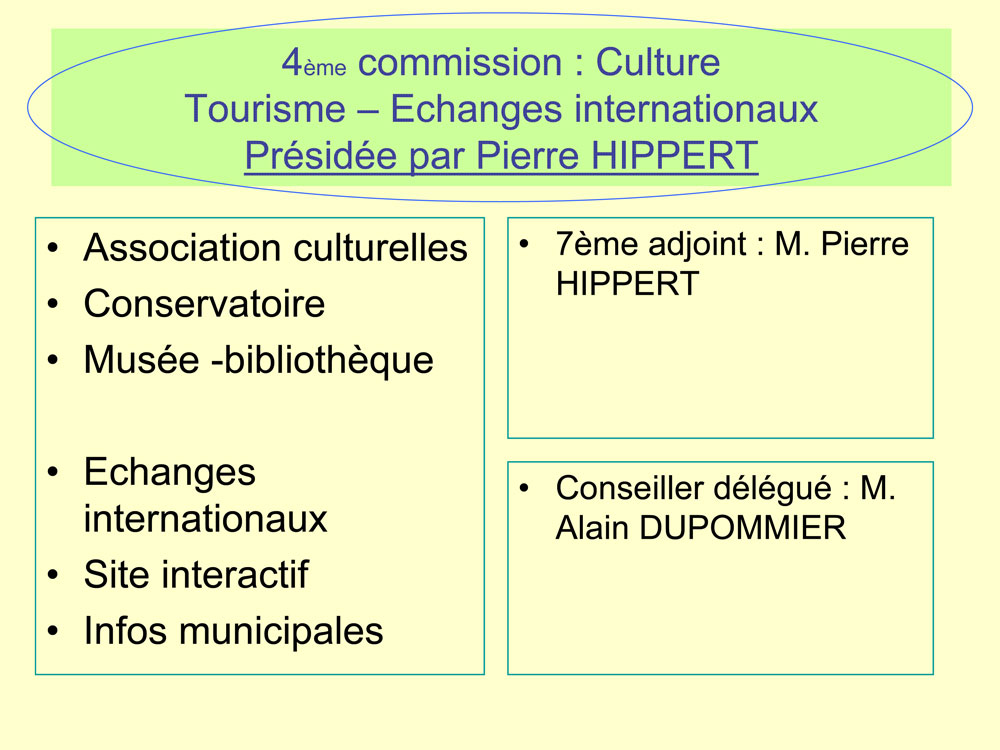 4ème commission : Culture
Tourisme – Echanges internationaux
Présidée par Pierre HIPPERT
• Association culturelles
• Conservatoire
• Musée -bibliothèque
• Echanges
internationaux
• Site interactif
• Infos municipales
• 7ème adjoint : M. Pierre
HIPPERT
• Conseiller délégué : M.
Alain DUPOMMIER